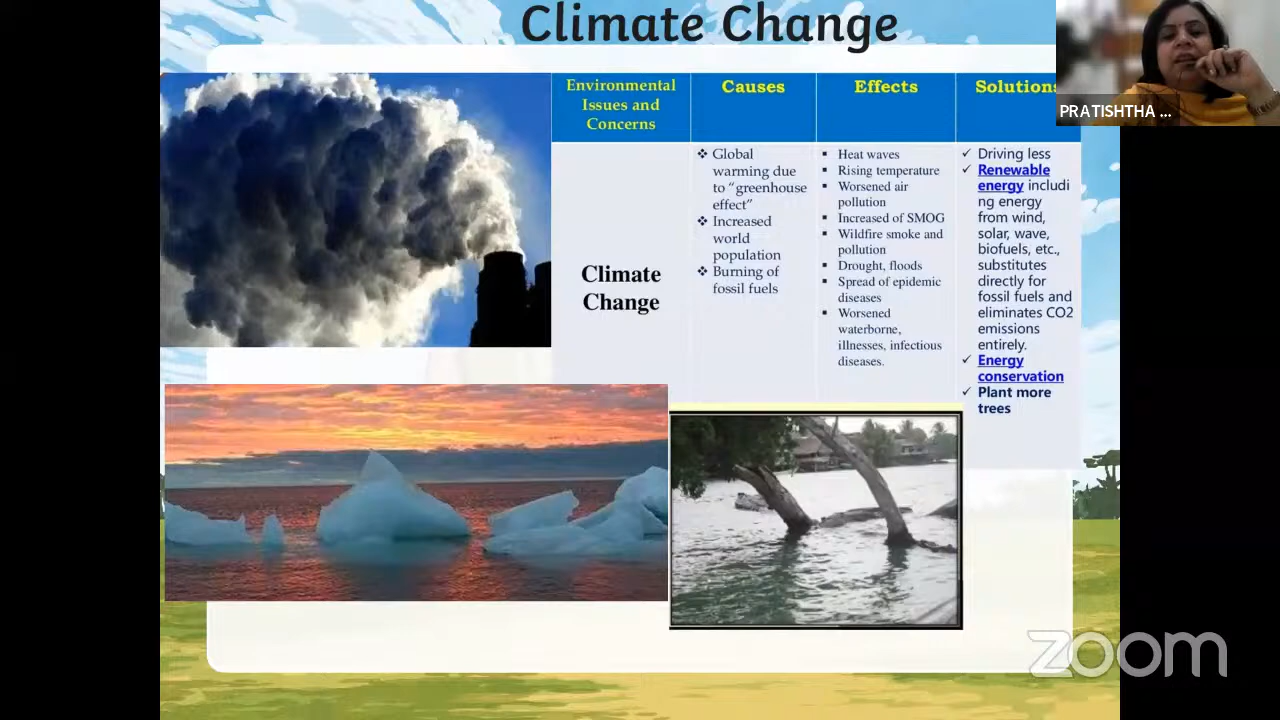 Climate Change
PRATISHTHA ...
Environmental
Issues and
Concerns
Causes
Effects
Solutions
Climate
Change
❖ Global
warming due
to “greenhouse
effect”
❖ Increased
world
population
❖ Burning of
fossil fuels
▪ Heat waves
▪ Rising temperature
▪ Worsened air
pollution
▪ Increased of SMOG
▪ Wildfire smoke and
pollution
▪ Drought, floods
▪ Spread of epidemic
diseases
▪ Worsened
waterborne,
illnesses, infectious
diseases.
✓ Driving less
✓ Renewable
energy includi
ng energy
from wind,
solar, wave,
biofuels, etc.,
substitutes
directly for
fossil fuels and
eliminates CO2
emissions
entirely.
✓ Energy
conservation
✓ Plant more
trees
zoom